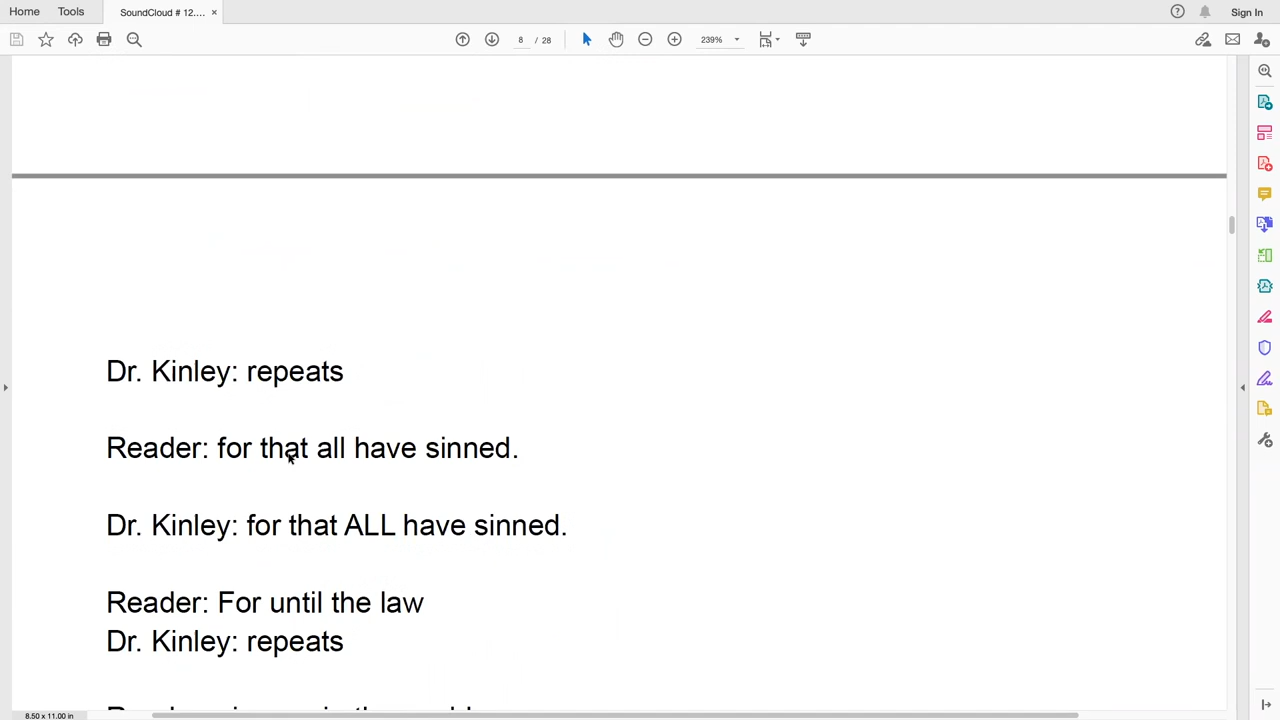 Home Tools SoundCloud # 12.... × Sign In
8 / 28 239%
Dr. Kinley: repeats
Reader: for that all have sinned.
Dr. Kinley: for that ALL have sinned.
Reader: For until the law
Dr. Kinley: repeats
8.50 x 11.00 in